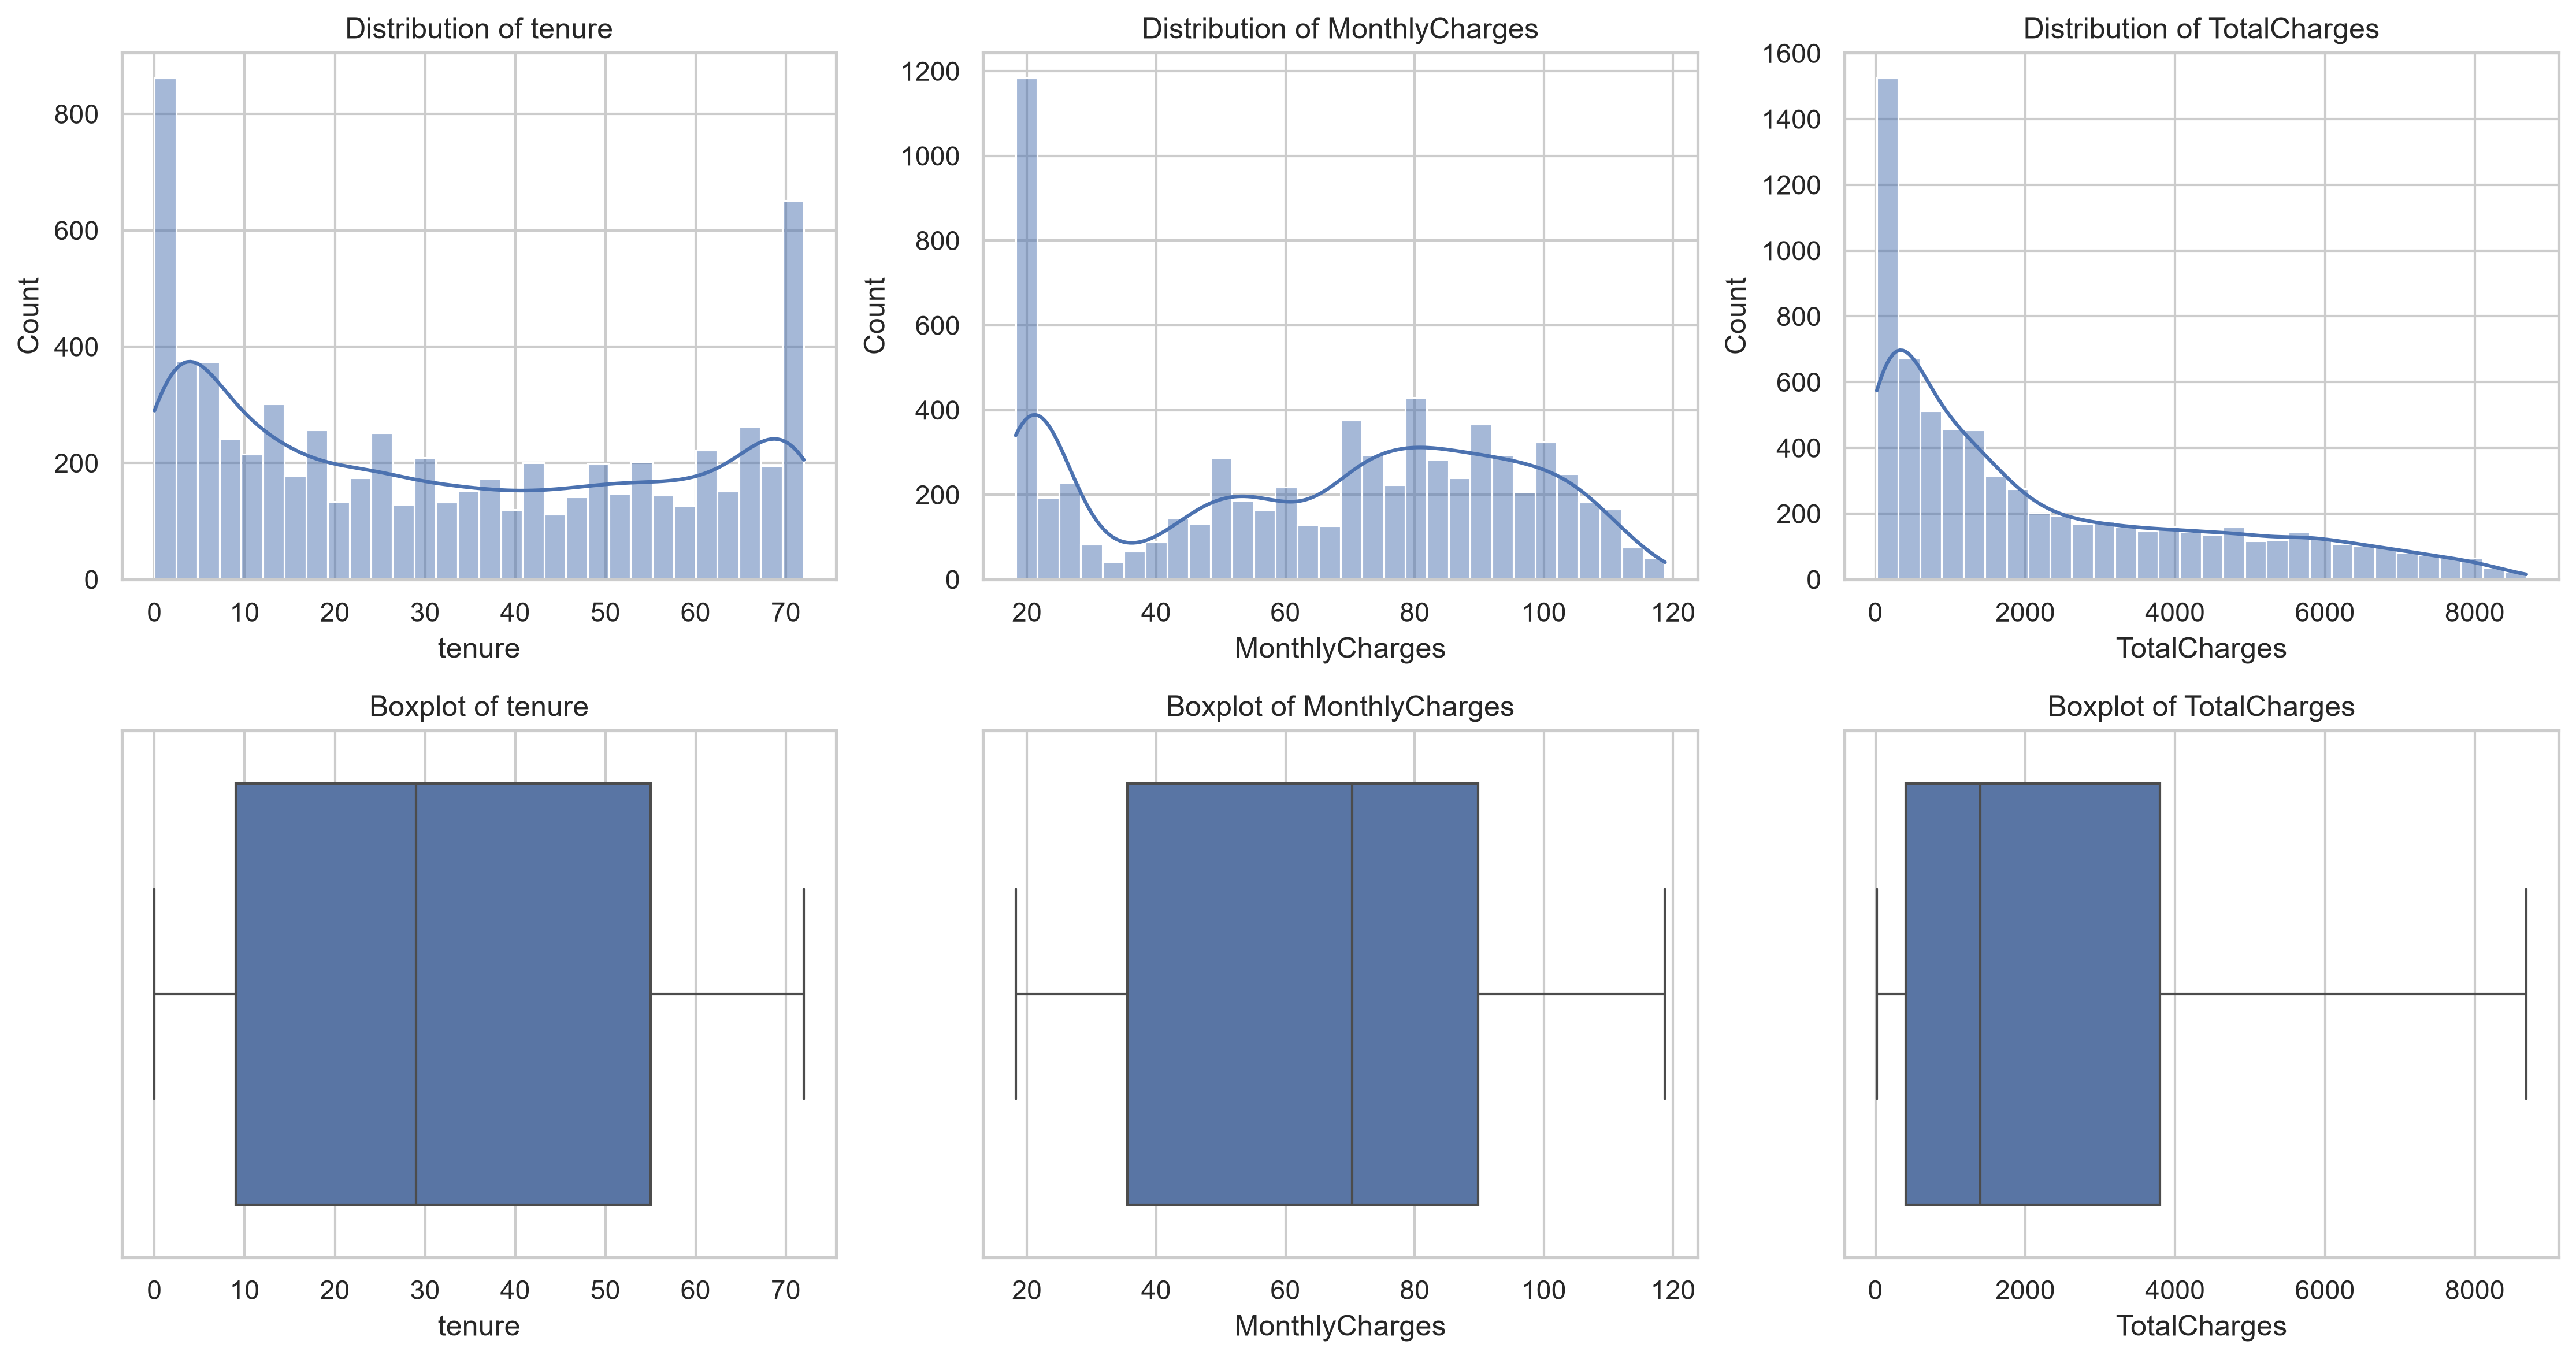 Distribution of tenure
Count
800
600
400
200
0
0 10 20 30 40 50 60 70
tenure
Distribution of MonthlyCharges
Count
1200
1000
800
600
400
200
0
20 40 60 80 100 120
MonthlyCharges
Distribution of TotalCharges
Count
1600
1400
1200
1000
800
600
400
200
0
0 2000 4000 6000 8000
TotalCharges
Boxplot of tenure
0 10 20 30 40 50 60 70
tenure
Boxplot of MonthlyCharges
20 40 60 80 100 120
MonthlyCharges
Boxplot of TotalCharges
0 2000 4000 6000 8000
TotalCharges